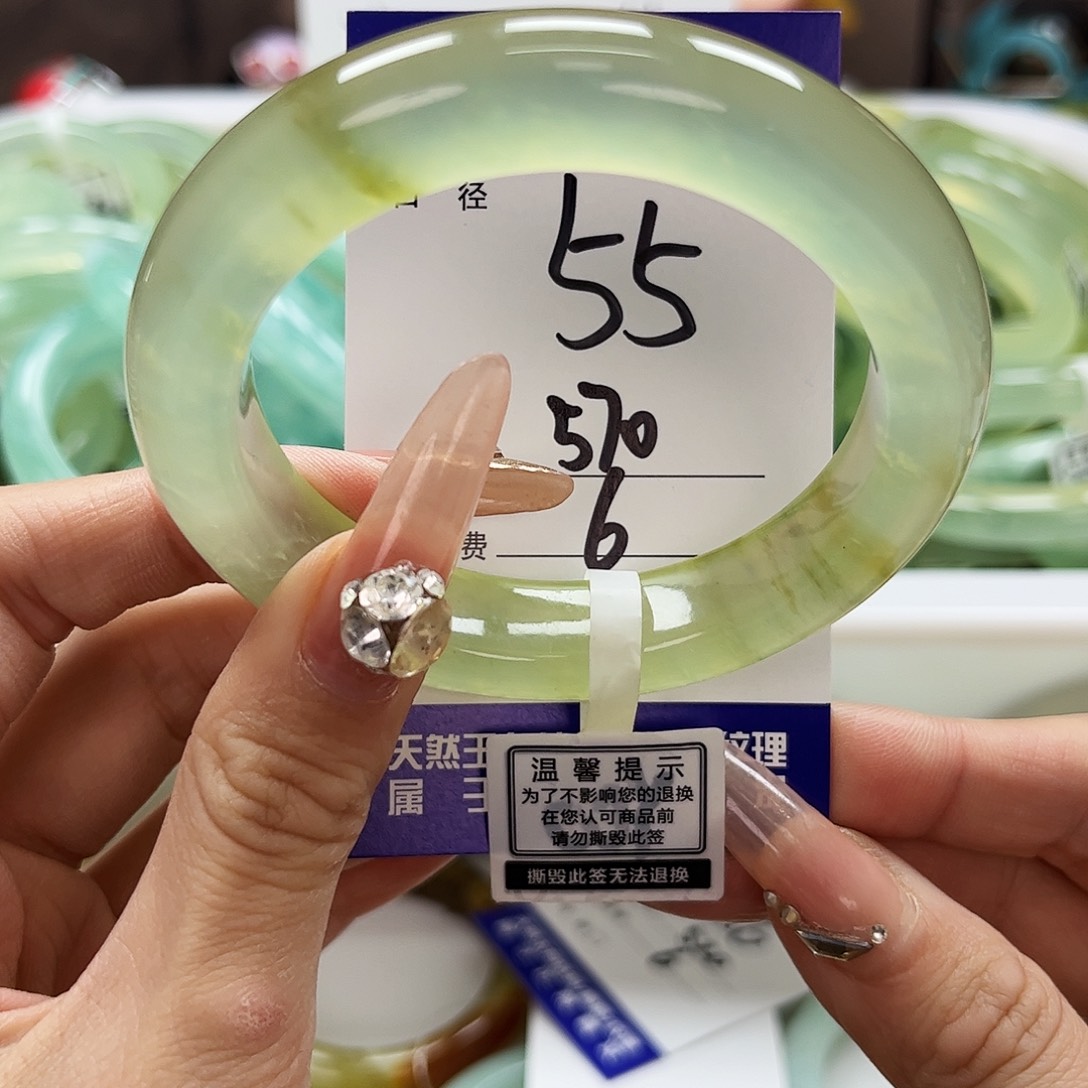 径
55
570
6
费
天然玉
纹理
属
温馨提示
为了不影响您的退换
在您认可商品前
请勿撕毁此签
撕毁此签无法退换